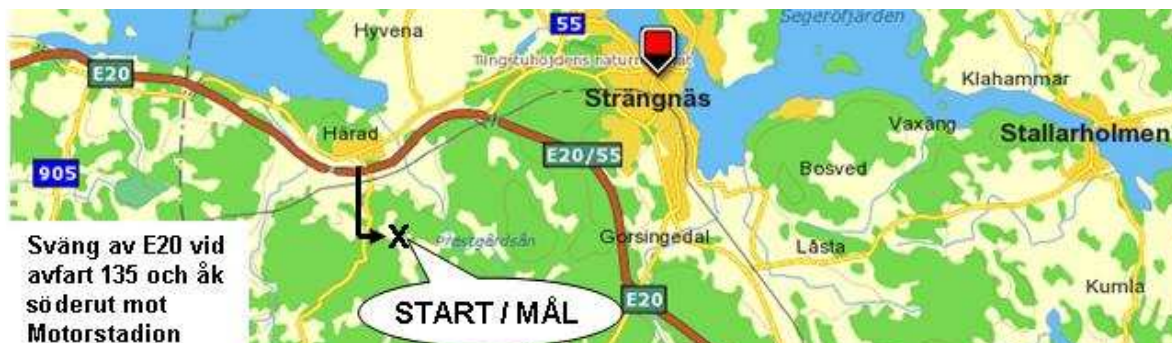 Segeröfjärden
Hyvena
55
E20
Strängnäs
Klahammar
Härad
Vaxäng
Stallarholmen
E20/55
905
Bosved
Sväng av E20 vid
avfart 135 och åk
söderut mot
Motorstadion
X
Prestgårdsån
Gorsingedal
Låsta
START / MÅL
E20
Kumla